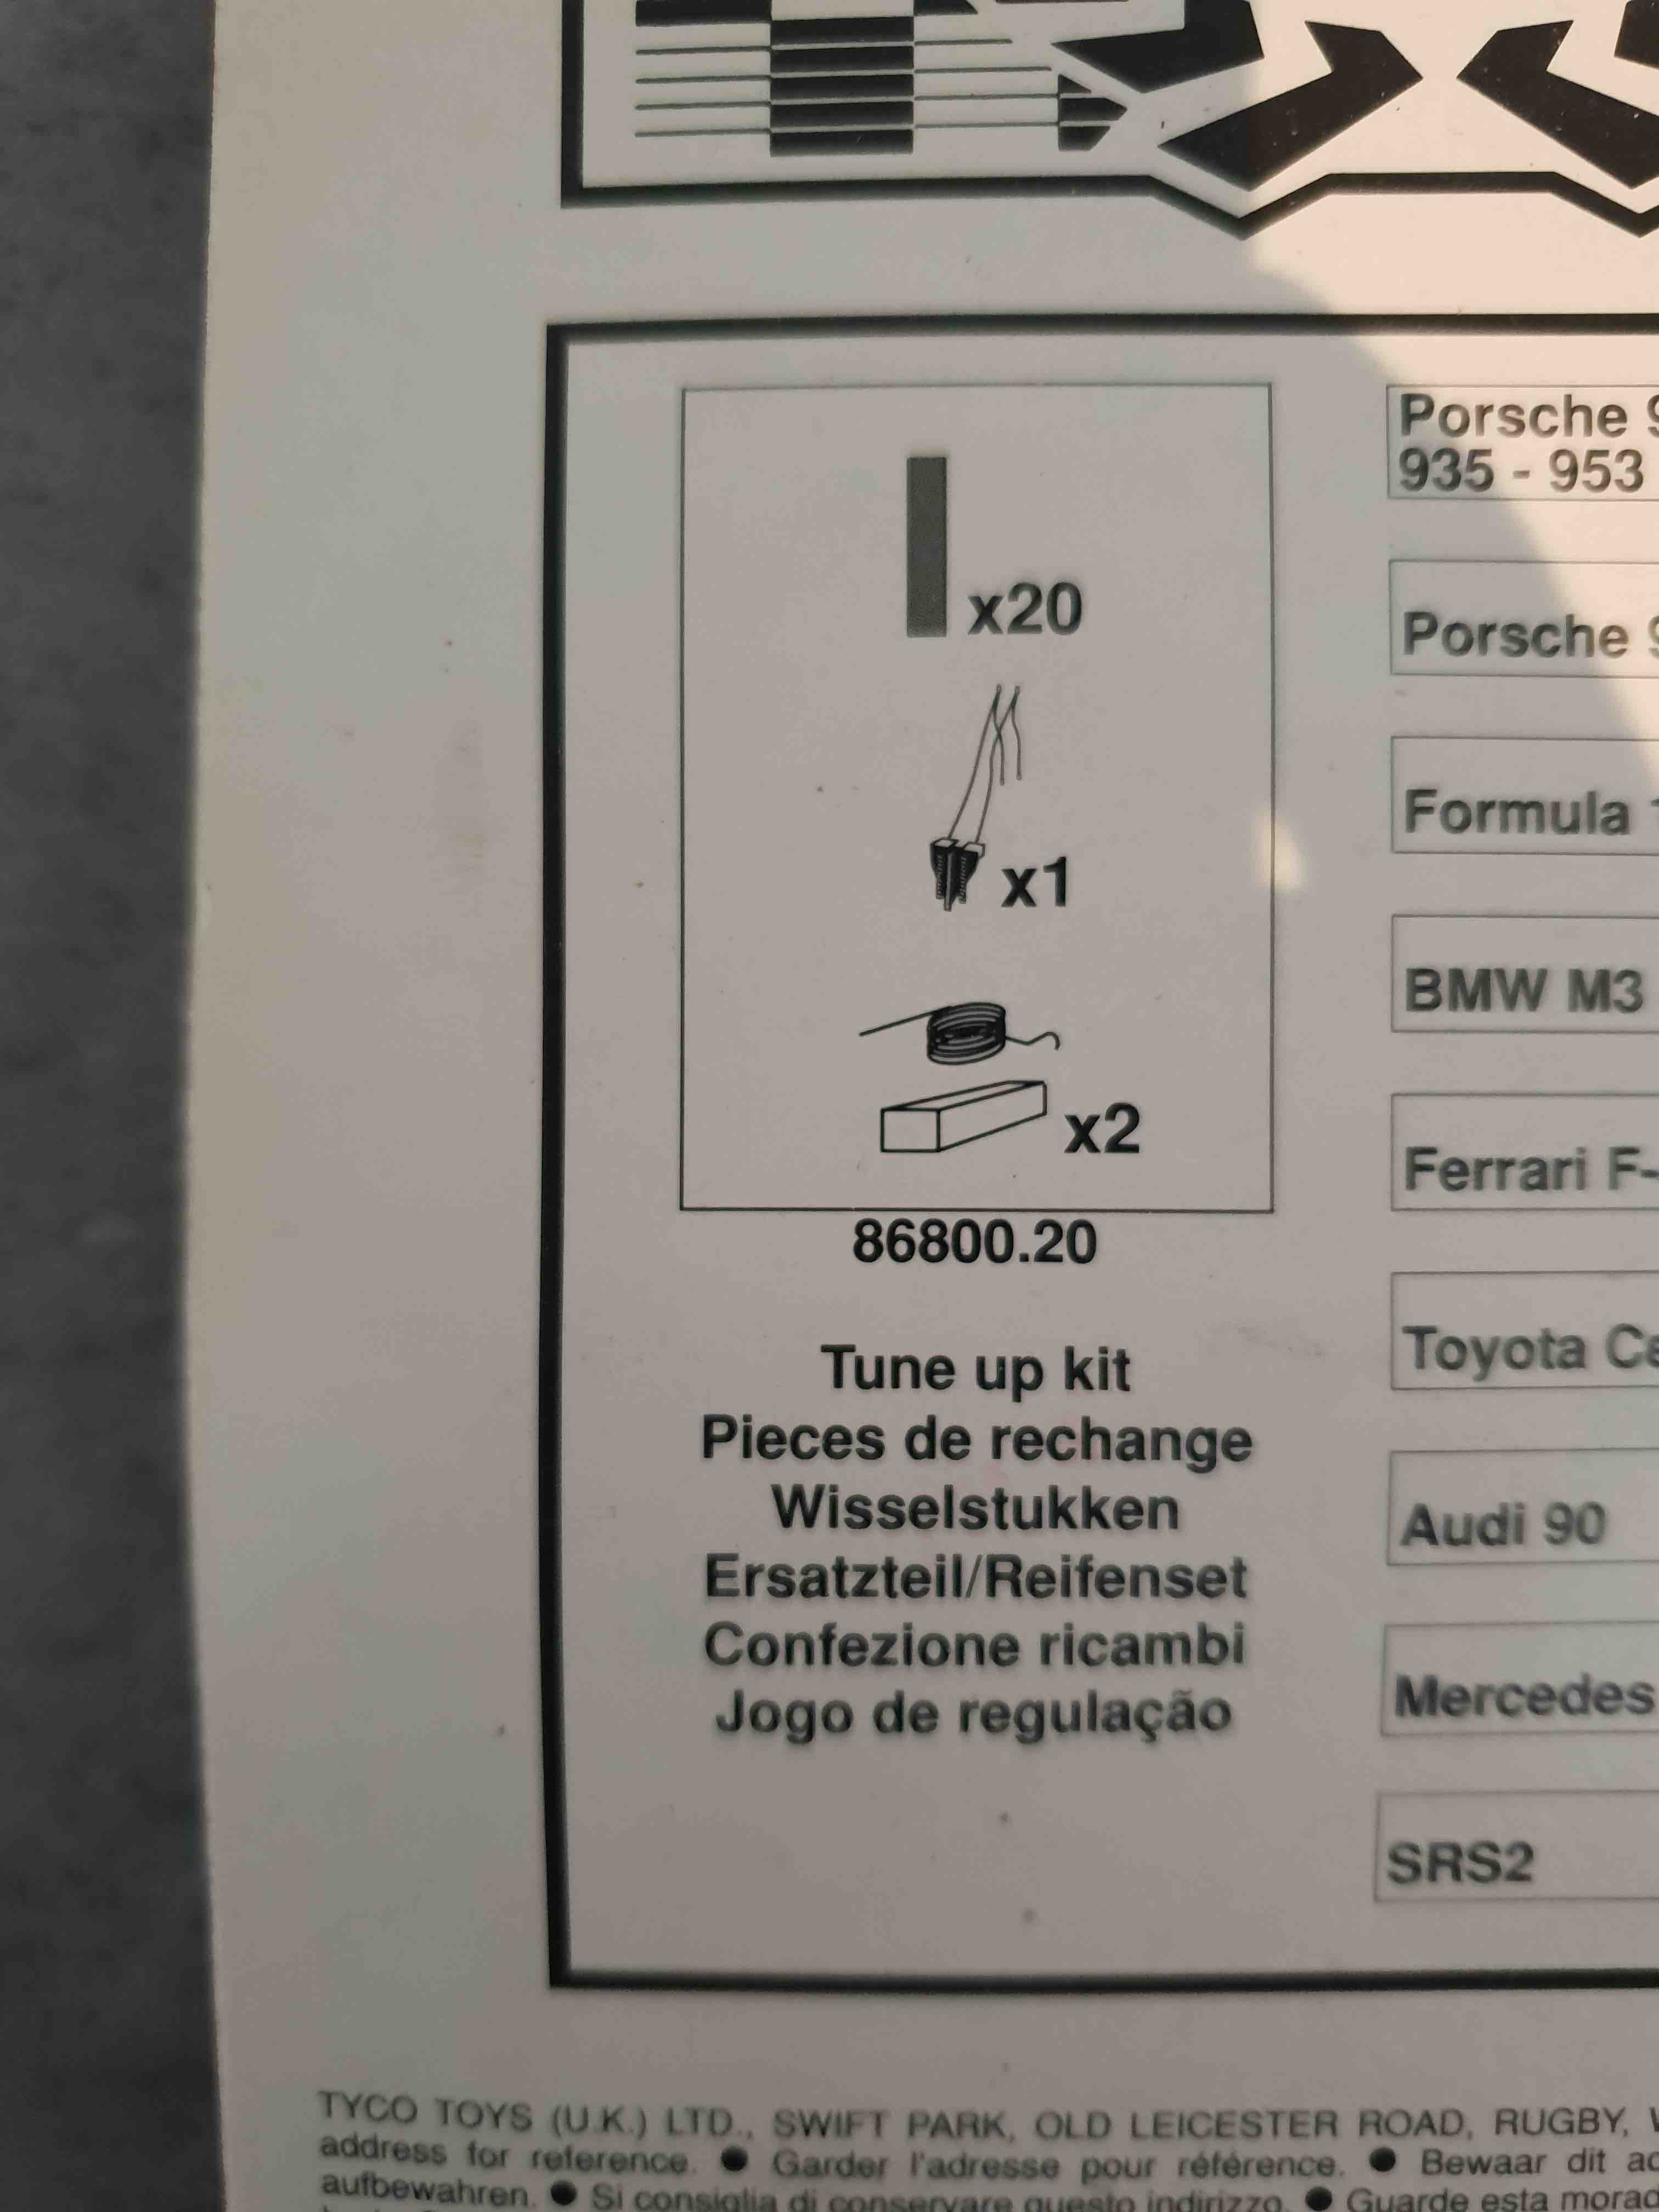 x20
x1
x2
86800.20
Tune up kit
Pieces de rechange
Wisselstukken
Ersatzteil/Reifenset
Confezione ricambi
Jogo de regulação
Porsche
935 - 953
Porsche
Formula
BMW M3
Ferrari F-
Toyota
Audi 90
Mercedes
SRS2
TYCO TOYS (U.K.) LTD., SWIFT PARK, OLD LEICESTER ROAD, RUGBY,
address for reference. ● Garder l'adresse pour référence. ● Bewaar dit
aufbewahren. ● Si consiglia di conservare questo indirizzo. ● Guarde esta